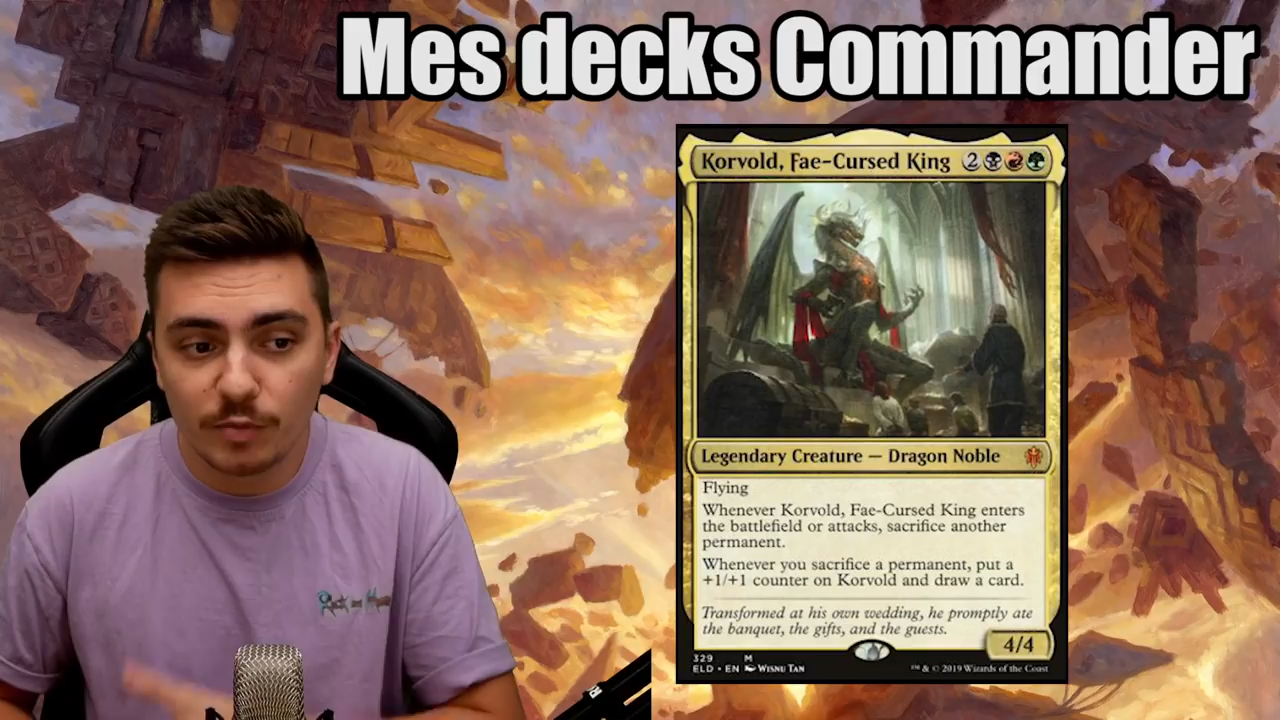 Mes decks Commander
Korvold, Fae-Cursed King 2
Legendary Creature — Dragon Noble
Flying
Whenever Korvold, Fae-Cursed King enters
the battlefield or attacks, sacrifice another
permanent.
Whenever you sacrifice a permanent, put a
+1/+1 counter on Korvold and draw a card.
Transformed at his own wedding, he promptly ate
the banquet, the gifts, and the guests.
4/4
329 M
ELD • EN Wisnu Tan
™ & © 2019 Wizards of the Coast